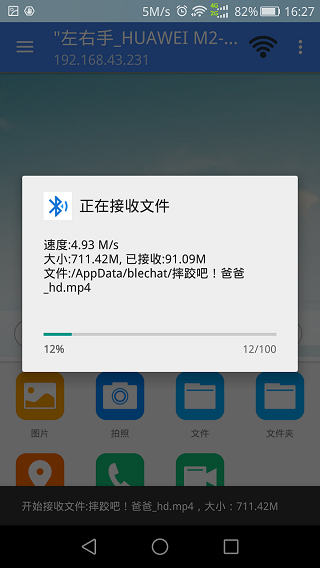 5M/s 4G 2G 82% 16:27
"左右手_HUAWEI M2-...
192.168.43.231
正在接收文件
速度:4.93 M/s
大小:711.42M, 已接收:91.09M
文件:/AppData/blechat/摔跤吧！爸爸
_hd.mp4
12% 12/100
图片 拍照 文件 文件夹
开始接收文件:摔跤吧！爸爸_hd.mp4，大小：711.42M